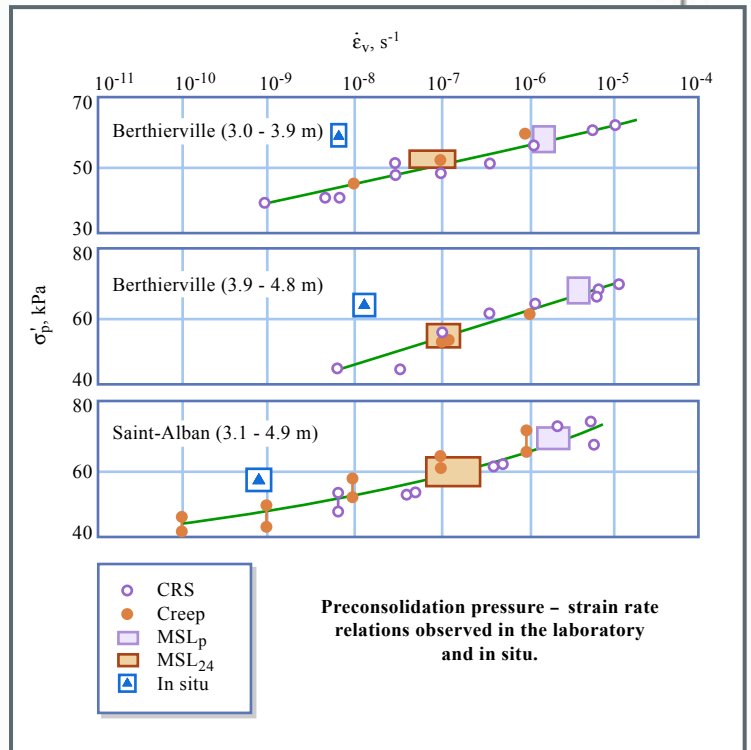 ε̇ᵥ, s⁻¹
10⁻¹¹ 10⁻¹⁰ 10⁻⁹ 10⁻⁸ 10⁻⁷ 10⁻⁶ 10⁻⁵ 10⁻⁴
70
Berthierville (3.0 - 3.9 m)
50
30
80
Berthierville (3.9 - 4.8 m)
60
40
σ'ₚ, kPa
80
Saint-Alban (3.1 - 4.9 m)
60
40
CRS
Creep
MSLₚ
MSL₂₄
In situ
Preconsolidation pressure – strain rate
relations observed in the laboratory
and in situ.